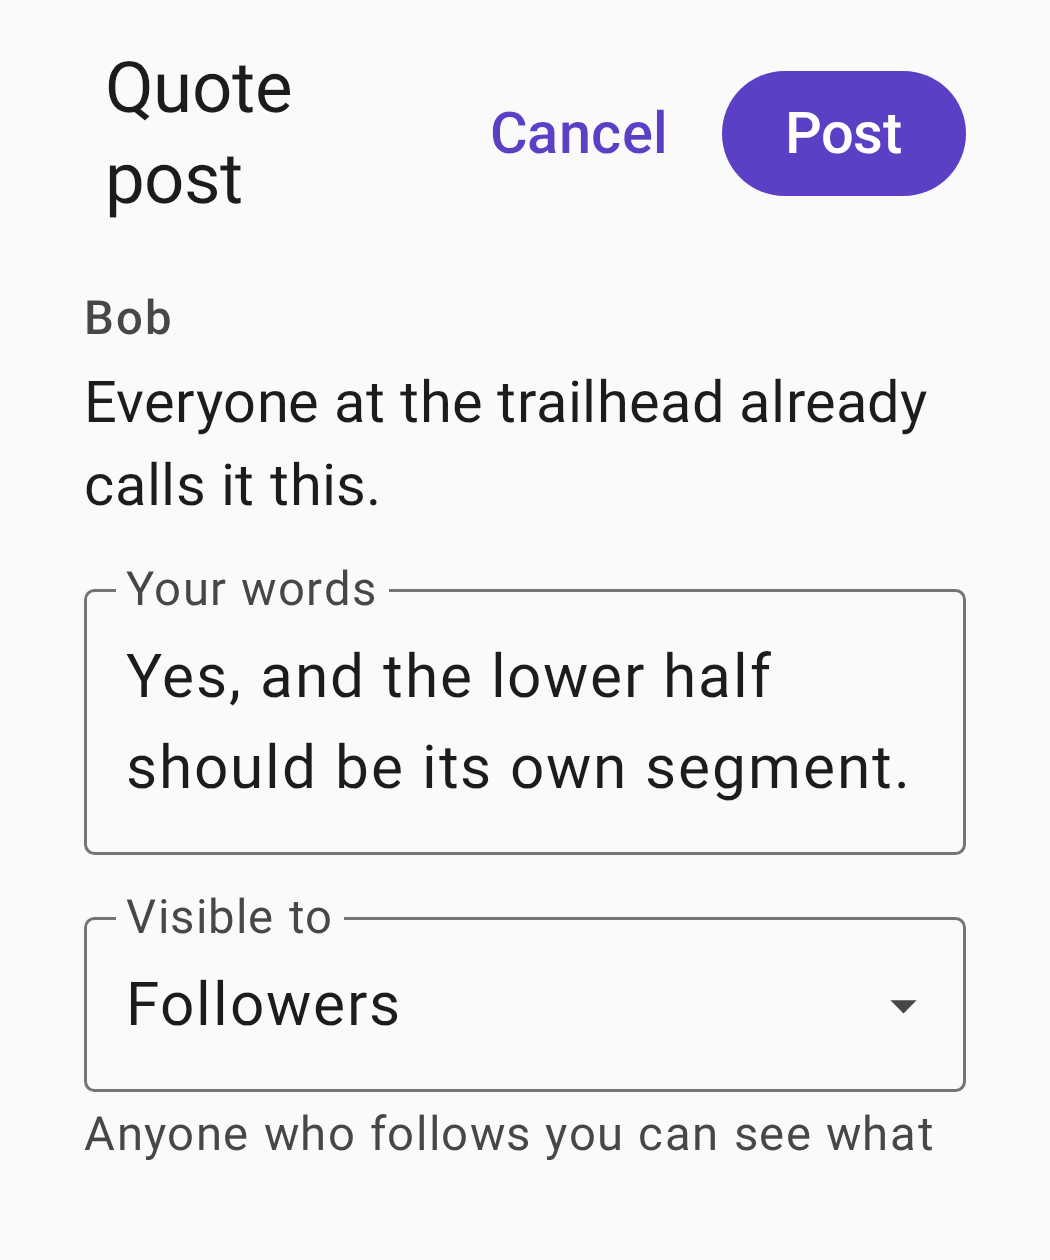 Quote
post
Cancel
Post
Bob
Everyone at the trailhead already
calls it this.
Your words
Yes, and the lower half
should be its own segment.
Visible to
Followers
Anyone who follows you can see what